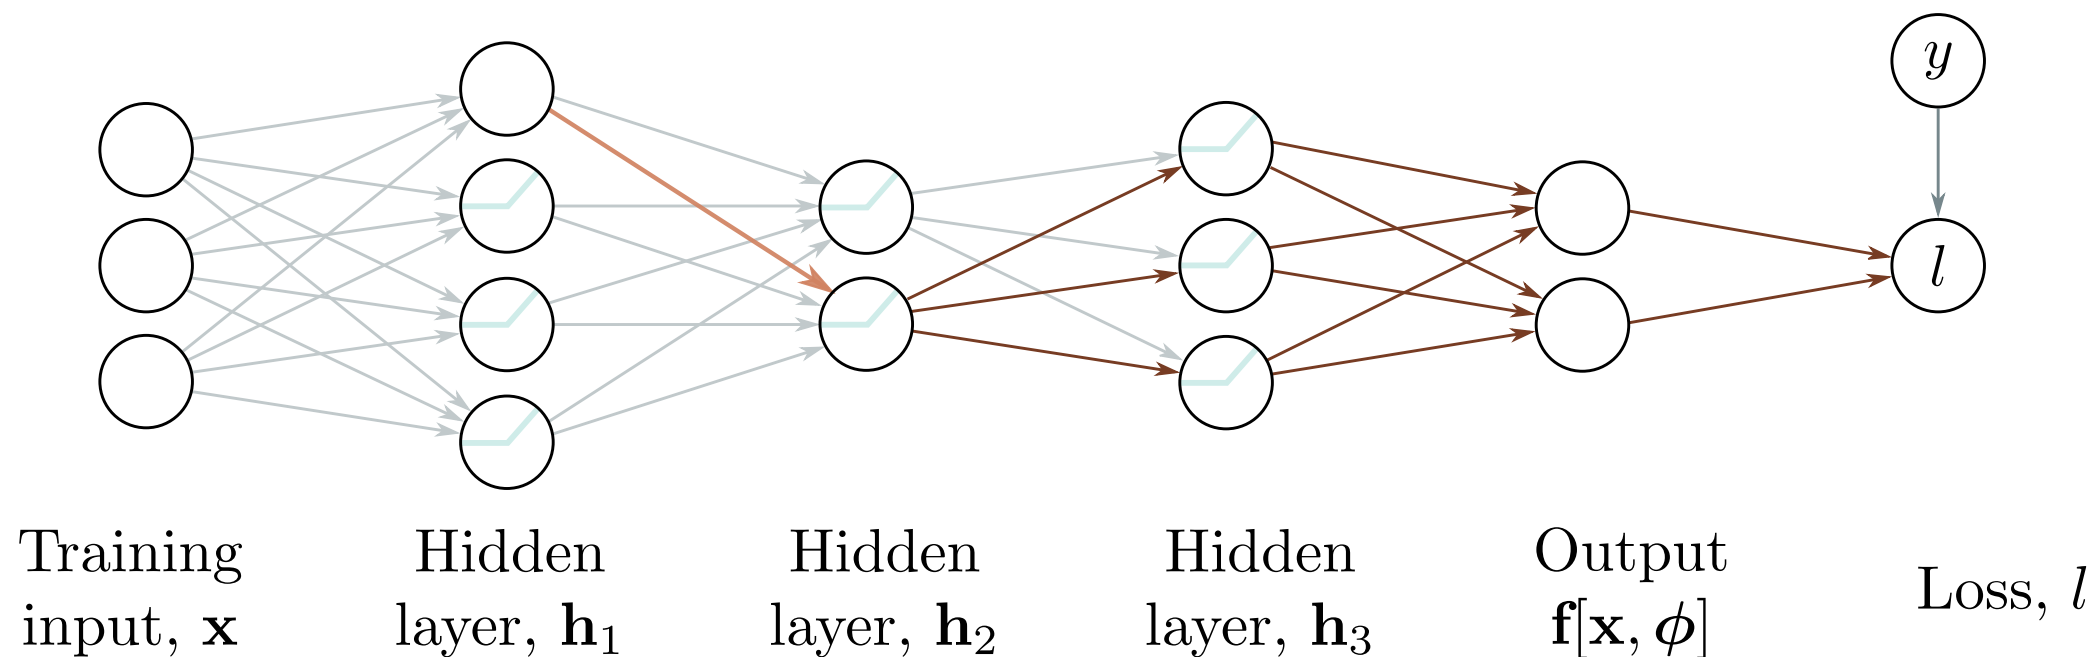 y
l
Training
input, x
Hidden
layer, h₁
Hidden
layer, h₂
Hidden
layer, h₃
Output
f[x, ϕ]
Loss, l